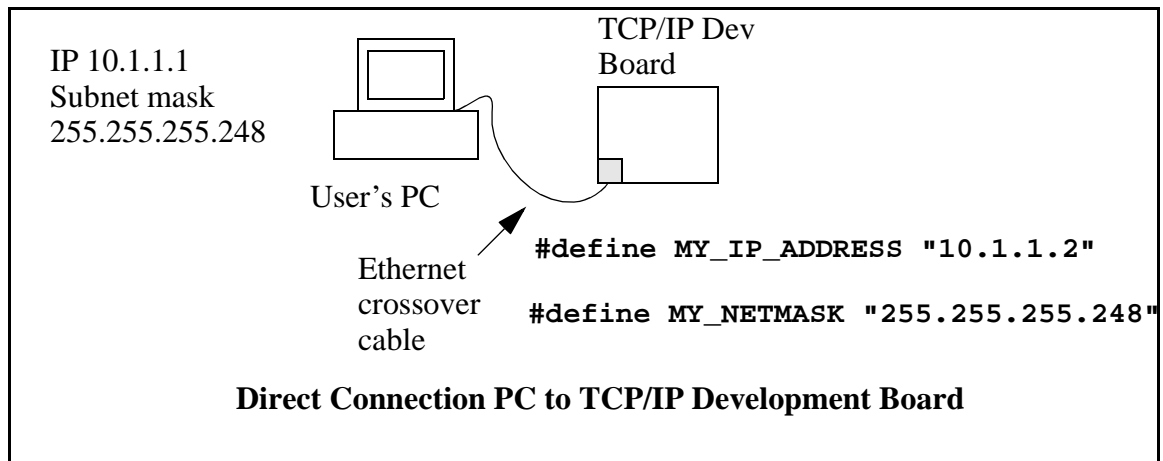 IP 10.1.1.1
Subnet mask
255.255.255.248
TCP/IP Dev
Board
User’s PC
Ethernet
crossover
cable
#define MY_IP_ADDRESS "10.1.1.2"
#define MY_NETMASK "255.255.255.248"
Direct Connection PC to TCP/IP Development Board